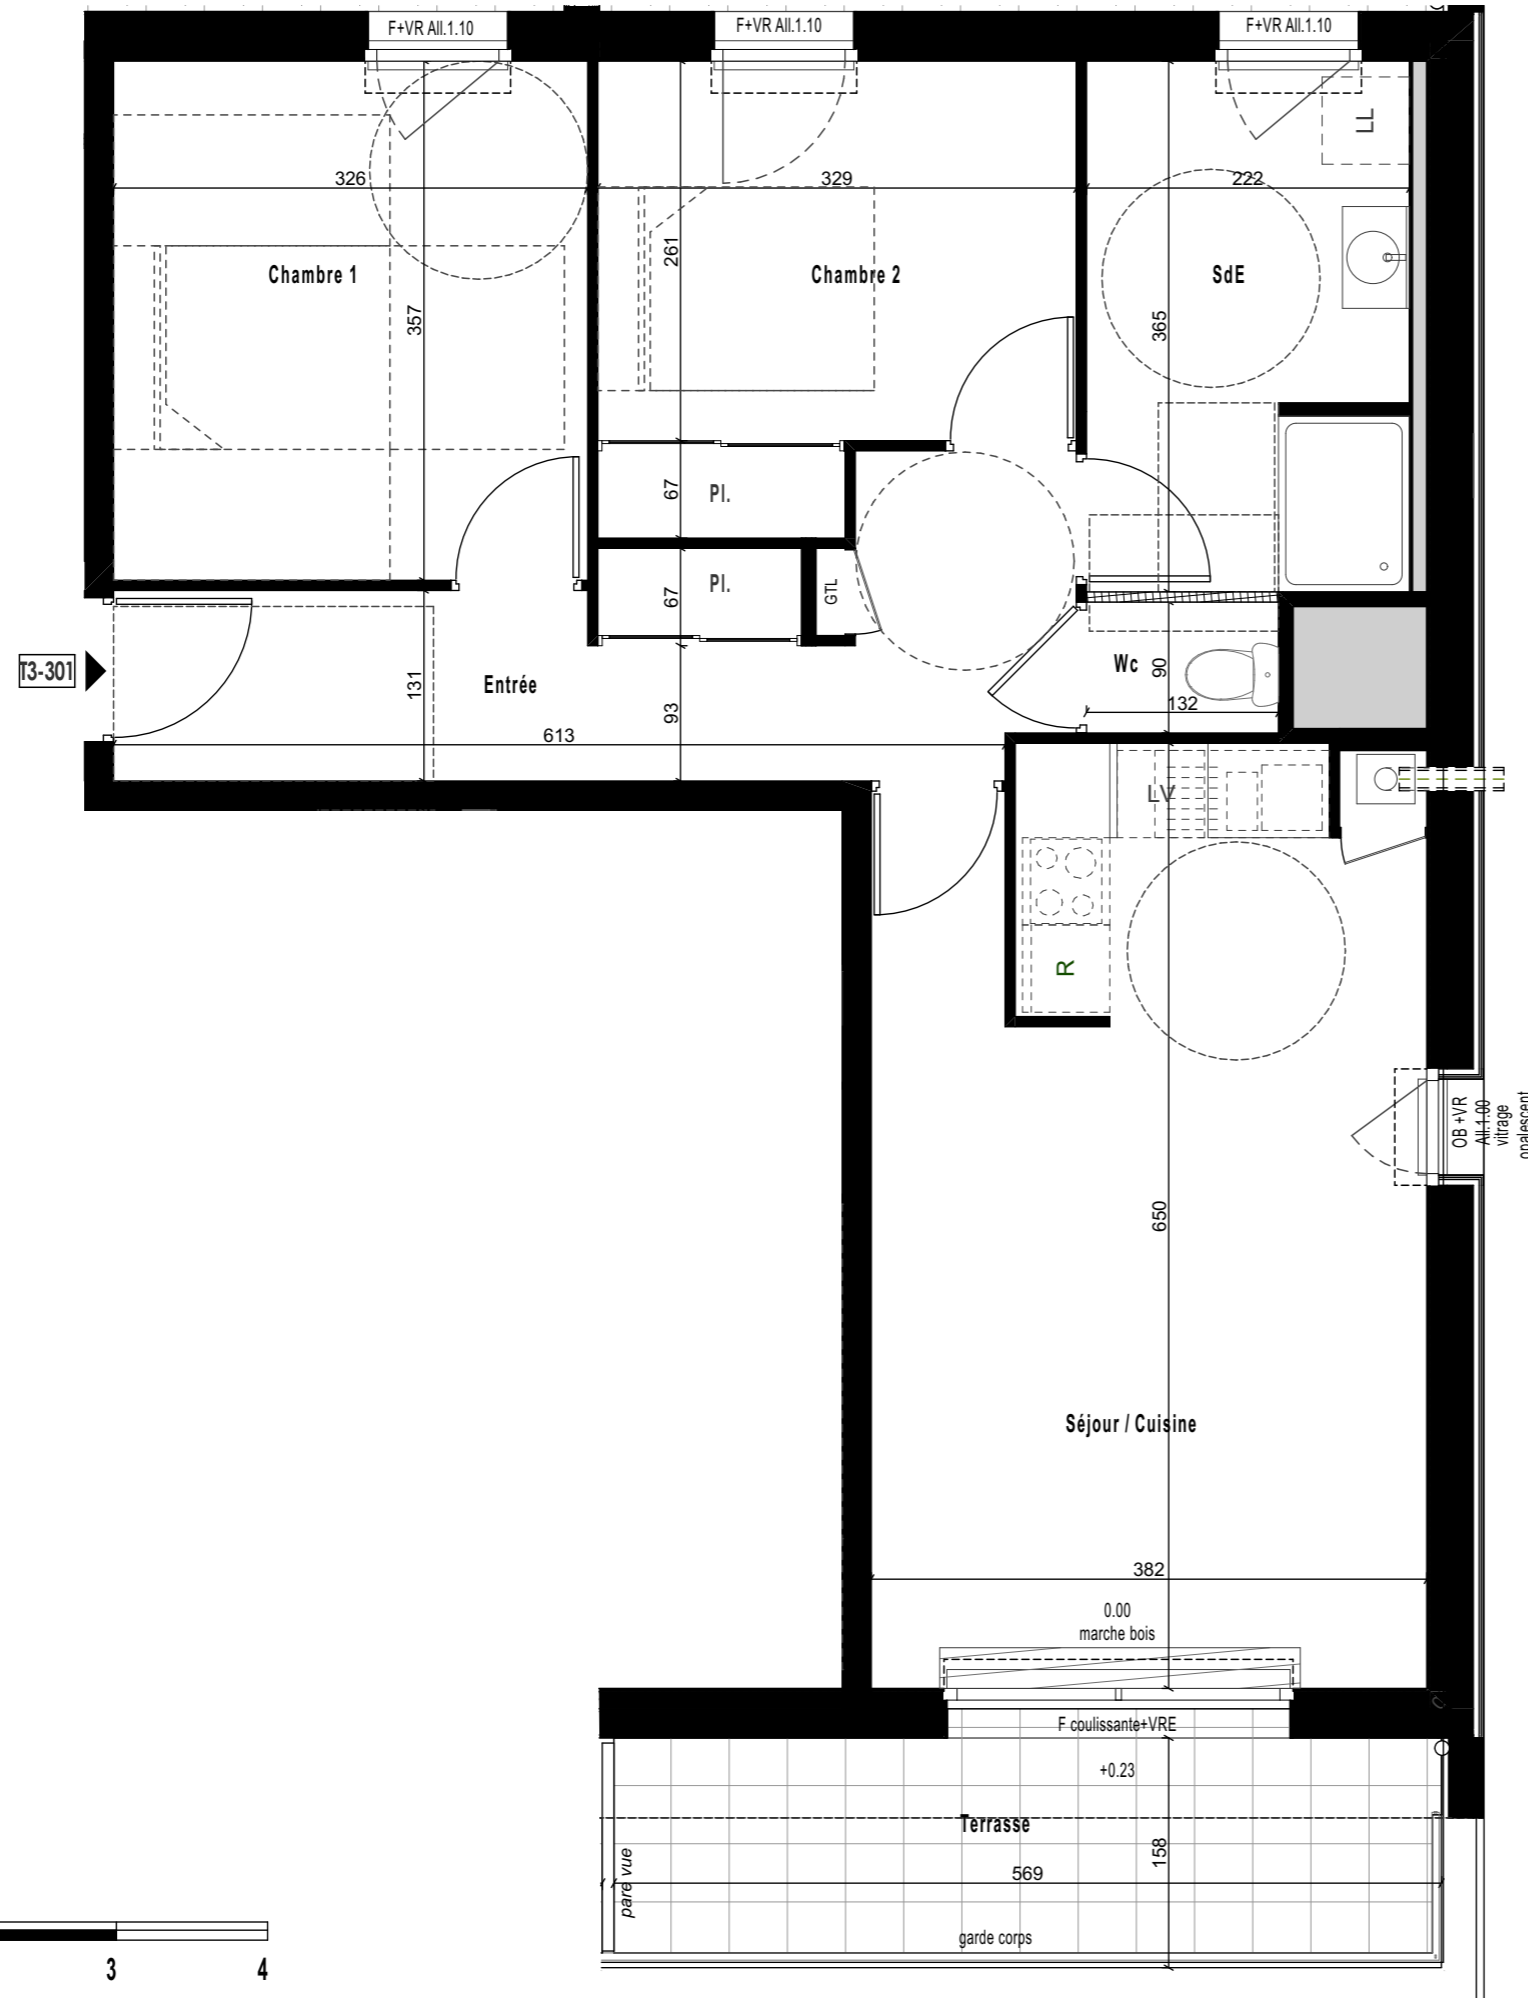 F+VR All.1.10
F+VR All.1.10
F+VR All.1.10
LL
326
329
222
261
Chambre 1
Chambre 2
SdE
357
365
67
Pl.
67
Pl.
GTL
T3-301
131
Entrée
93
Wc
90
132
613
LV
R
OB +VR
All.1.00
vitrage
opalescent
650
Séjour / Cuisine
382
0.00
marche bois
F coulissante+VRE
+0.23
Terrasse
158
569
pare vue
garde corps
3
4